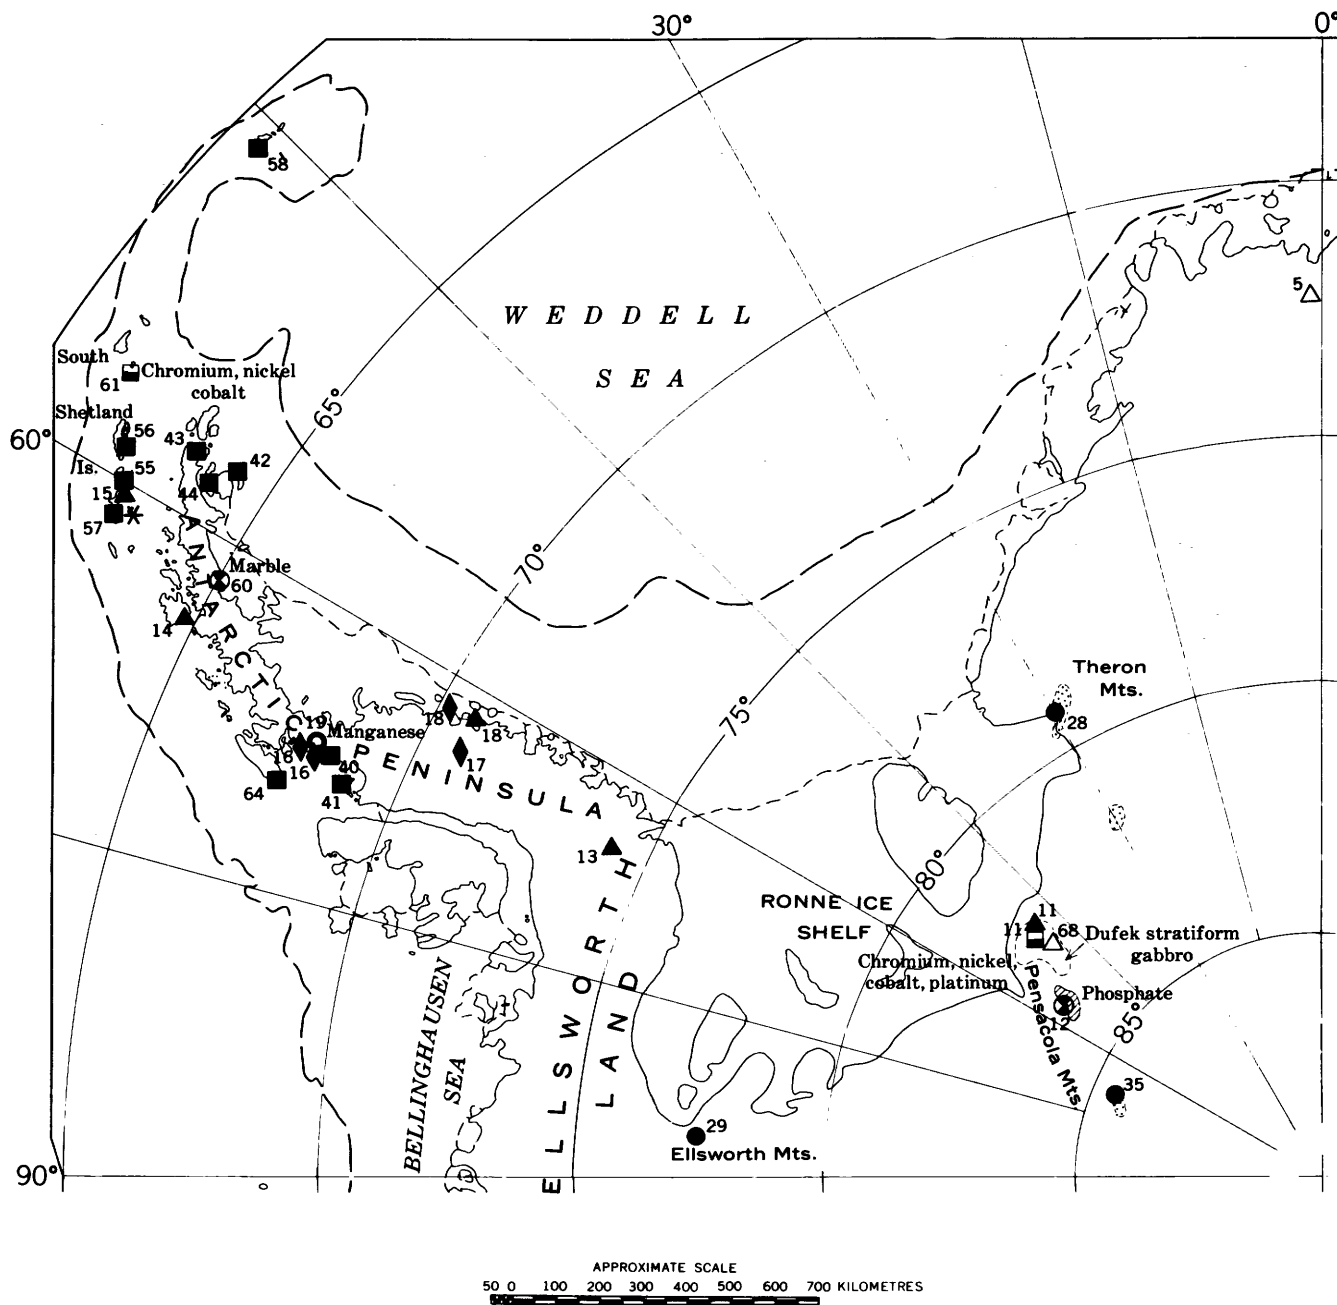 30°
0°
58
5
W E D D E L L
S E A
South
61
Chromium, nickel
cobalt
Shetland
65°
60°
56
43
42
Is.
55
15
44
57
70°
Marble
60
14
ANTARCTIC
PENINSULA
Theron
Mts.
28
75°
18
18
19
Manganese
17
18
16
40
64
41
13
80°
RONNE ICE
SHELF
11
11
68
Dufek stratiform
gabbro
Chromium, nickel,
cobalt, platinum
Phosphate
12
85°
Pensacola Mts.
35
BELLINGHAUSEN
SEA
ELLSWORTH
LAND
29
Ellsworth Mts.
90°
APPROXIMATE SCALE
50 0 100 200 300 400 500 600 700 KILOMETRES